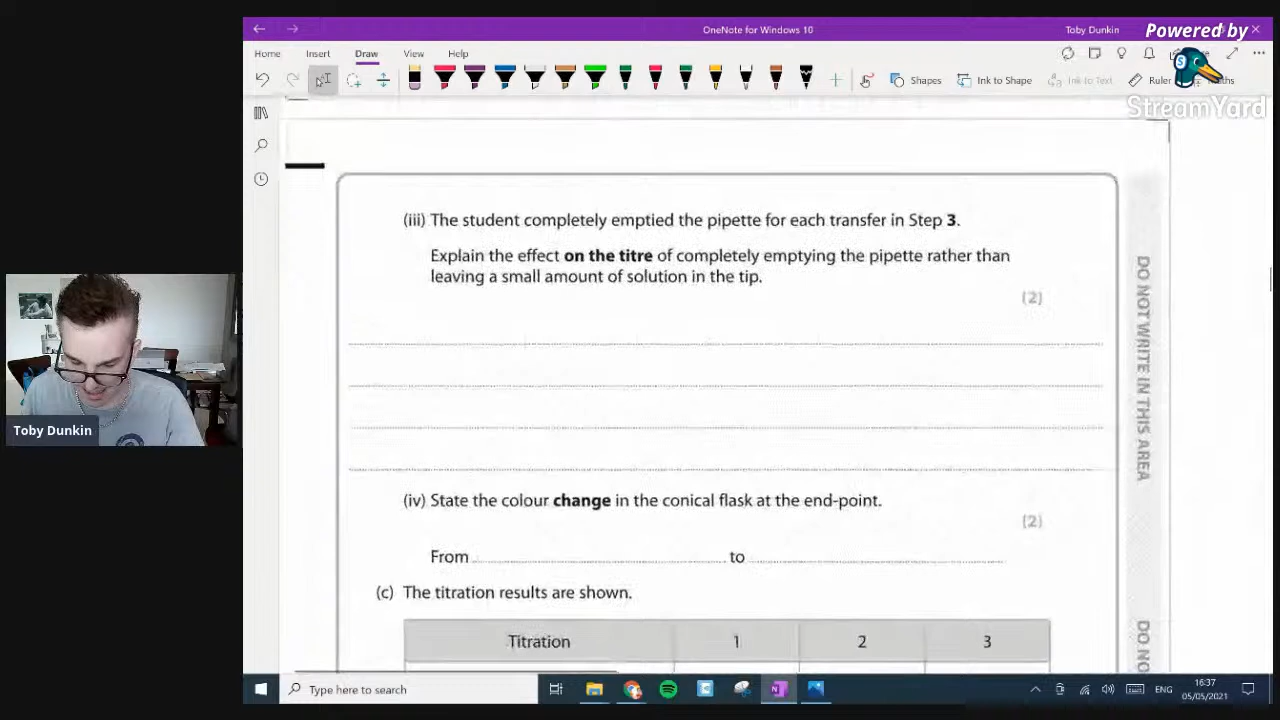 OneNote for Windows 10
Toby Dunkin
Powered by
StreamYard
Home Insert Draw View Help
Shapes Ink to Shape Ink to Text Ruler
(iii) The student completely emptied the pipette for each transfer in Step 3.
Explain the effect on the titre of completely emptying the pipette rather than
leaving a small amount of solution in the tip.
(2)
(iv) State the colour change in the conical flask at the end-point.
(2)
From to
(c) The titration results are shown.
Titration 1 2 3
DO NOT WRITE IN THIS AREA
DO NO
Toby Dunkin
Type here to search
ENG
16:37
05/05/2021